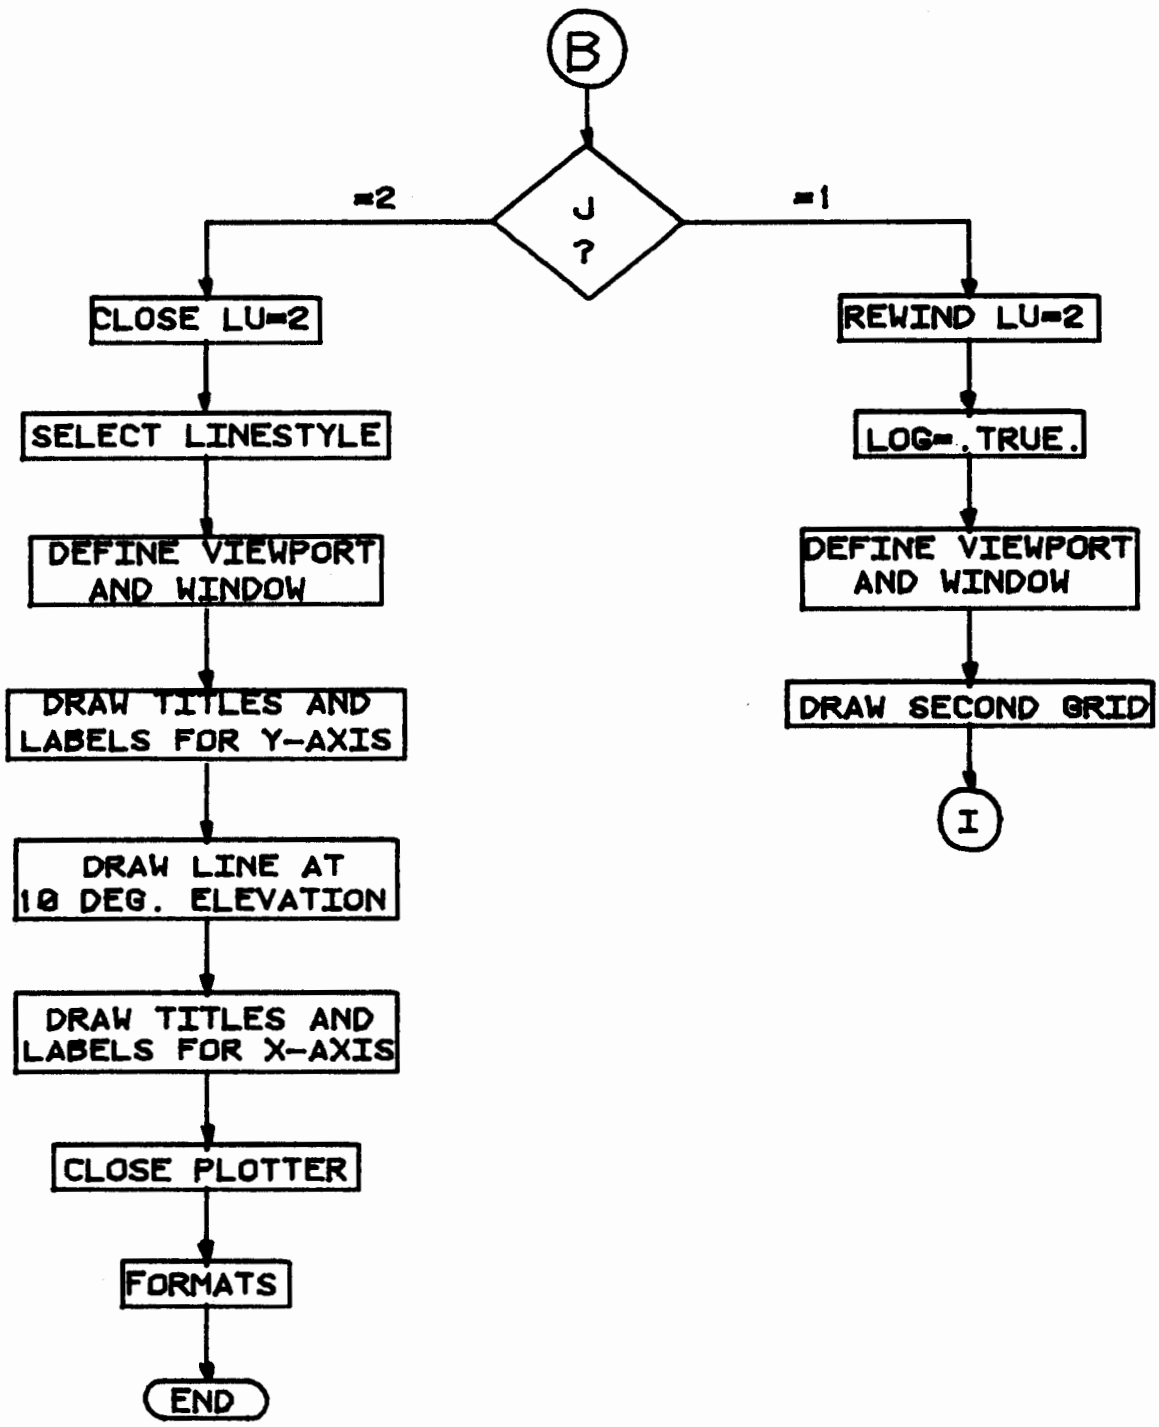 B
J
?
=2
=1
CLOSE LU=2
SELECT LINESTYLE
DEFINE VIEWPORT
AND WINDOW
DRAW TITLES AND
LABELS FOR Y-AXIS
DRAW LINE AT
10 DEG. ELEVATION
DRAW TITLES AND
LABELS FOR X-AXIS
CLOSE PLOTTER
FORMATS
END
REWIND LU=2
LOG=.TRUE.
DEFINE VIEWPORT
AND WINDOW
DRAW SECOND GRID
I